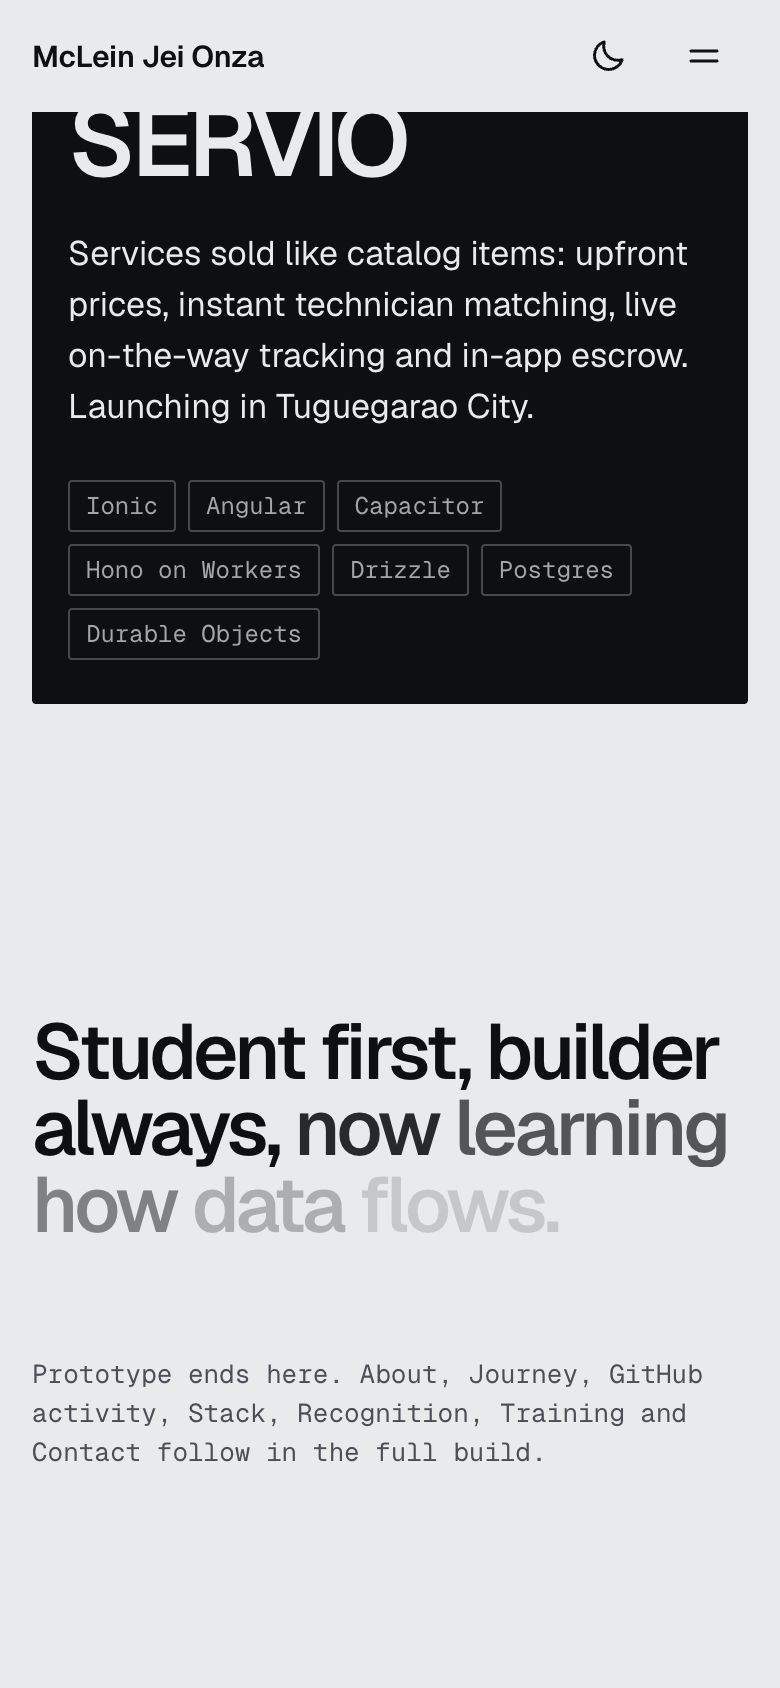 McLein Jei Onza
SERVIO
Services sold like catalog items: upfront
prices, instant technician matching, live
on-the-way tracking and in-app escrow.
Launching in Tuguegarao City.
Ionic Angular Capacitor
Hono on Workers Drizzle Postgres
Durable Objects
Student first, builder
always, now learning
how data flows.
Prototype ends here. About, Journey, GitHub
activity, Stack, Recognition, Training and
Contact follow in the full build.